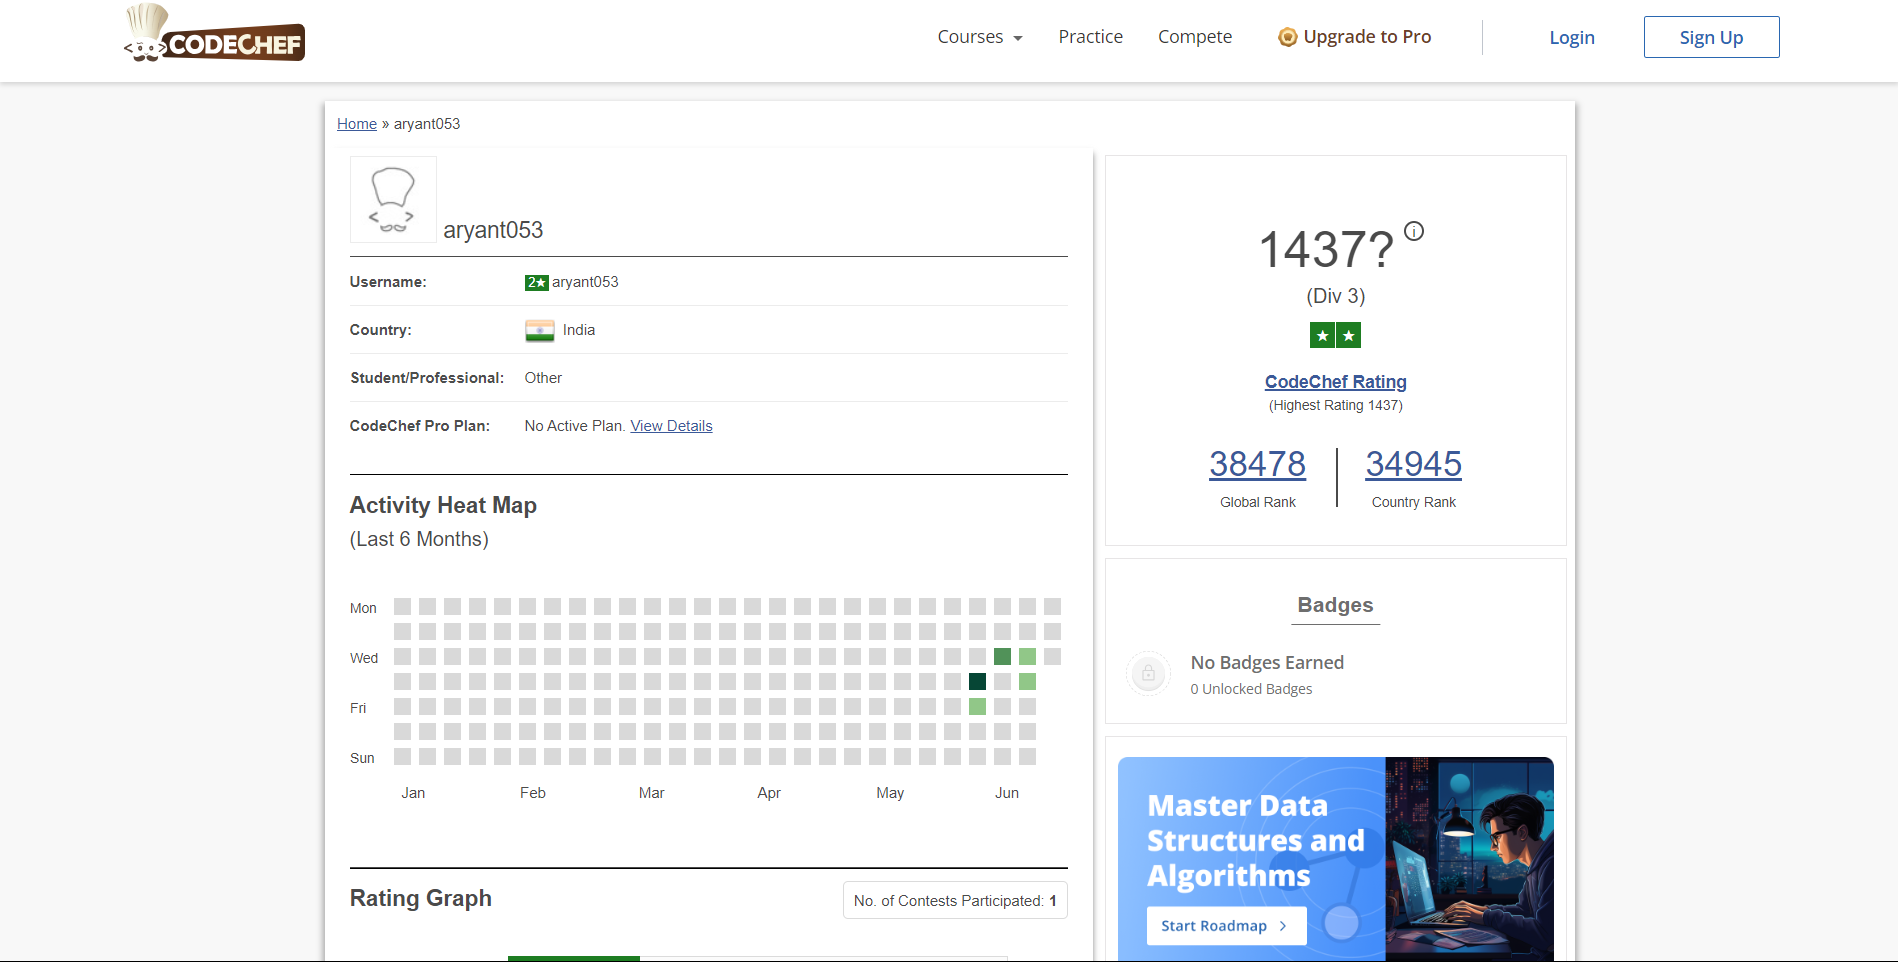 CODECHEF
Courses
Practice
Compete
Upgrade to Pro
Login
Sign Up
Home » aryant053
aryant053
Username: 2★ aryant053
Country: India
Student/Professional: Other
CodeChef Pro Plan: No Active Plan. View Details
Activity Heat Map
(Last 6 Months)
Mon
Wed
Fri
Sun
Jan Feb Mar Apr May Jun
Rating Graph
No. of Contests Participated: 1
1437? i
(Div 3)
★ ★
CodeChef Rating
(Highest Rating 1437)
38478 34945
Global Rank Country Rank
Badges
No Badges Earned
0 Unlocked Badges
Master Data
Structures and
Algorithms
Start Roadmap >